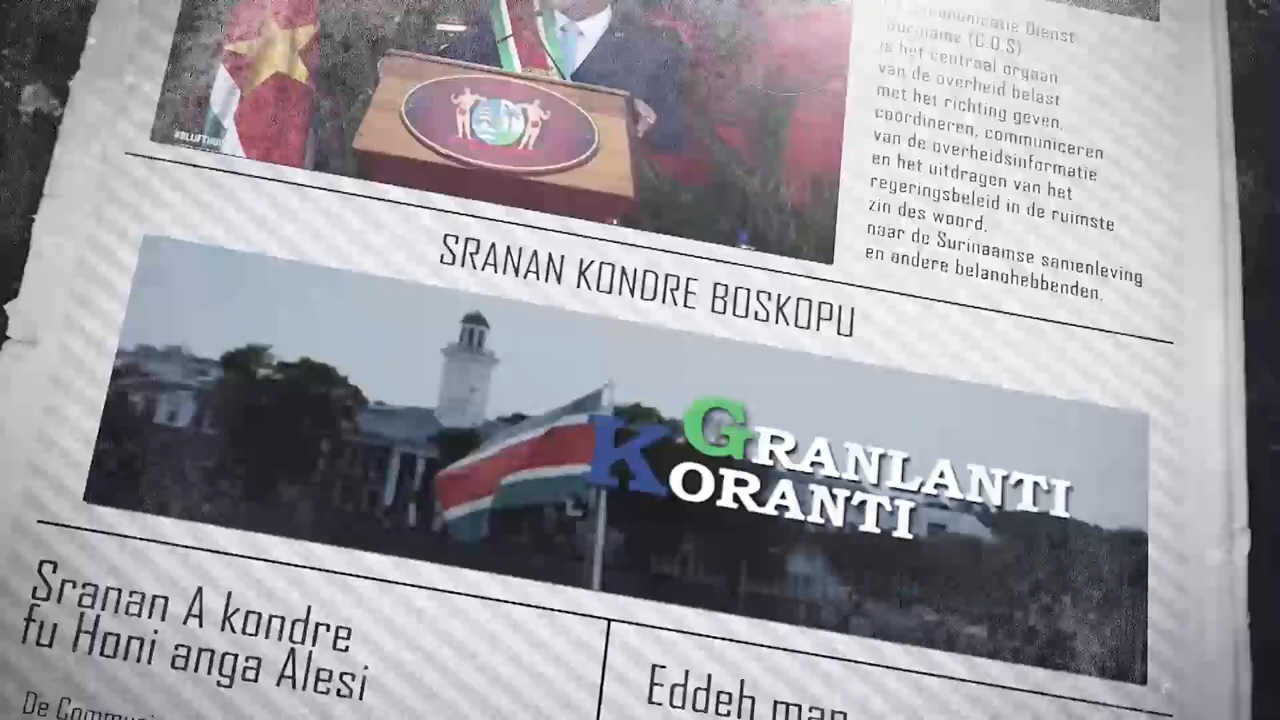 Dienst
Suriname (C.D.S)
is het centraal orgaan
van de overheid belast
met het richting geven,
coördineren, communiceren
van de overheidsinformatie
en het uitdragen van het
regeringsbeleid in de ruimste
zin des woord.
naar de Surinaamse samenleving
en andere belanghebbenden.
SRANAN KONDRE BOSKOPU
GRANLANTI
KORANTI
Sranan A kondre
fu Honi anga Alesi
De
Eddeh man